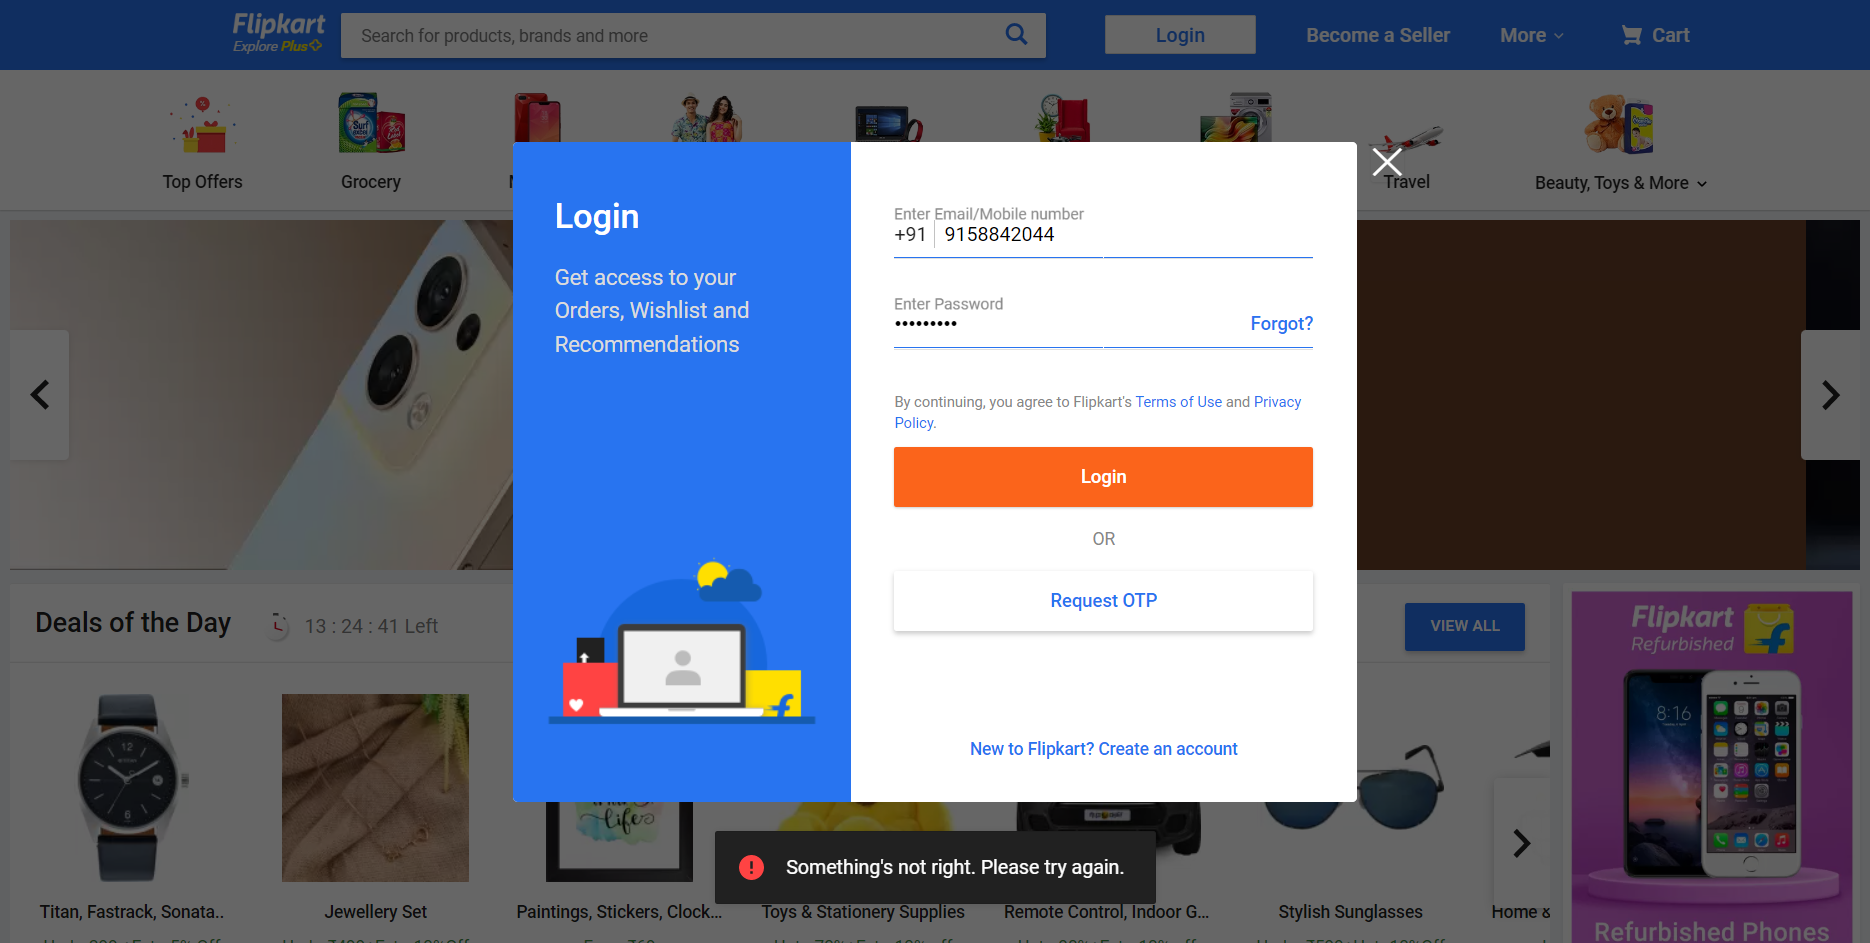 Flipkart
Explore Plus
Search for products, brands and more
Login
Become a Seller
More
Cart
Top Offers
Grocery
Travel
Beauty, Toys & More
Login
Get access to your
Orders, Wishlist and
Recommendations
Enter Email/Mobile number
+91 9158842044
Enter Password
•••••••••
Forgot?
By continuing, you agree to Flipkart's Terms of Use and Privacy
Policy.
Login
OR
Request OTP
New to Flipkart? Create an account
Deals of the Day
13 : 24 : 41 Left
VIEW ALL
Flipkart
Refurbished
8:16
Refurbished Phones
Something's not right. Please try again.
Titan, Fastrack, Sonata..
Jewellery Set
Paintings, Stickers, Clock...
Toys & Stationery Supplies
Remote Control, Indoor G...
Stylish Sunglasses
Home &